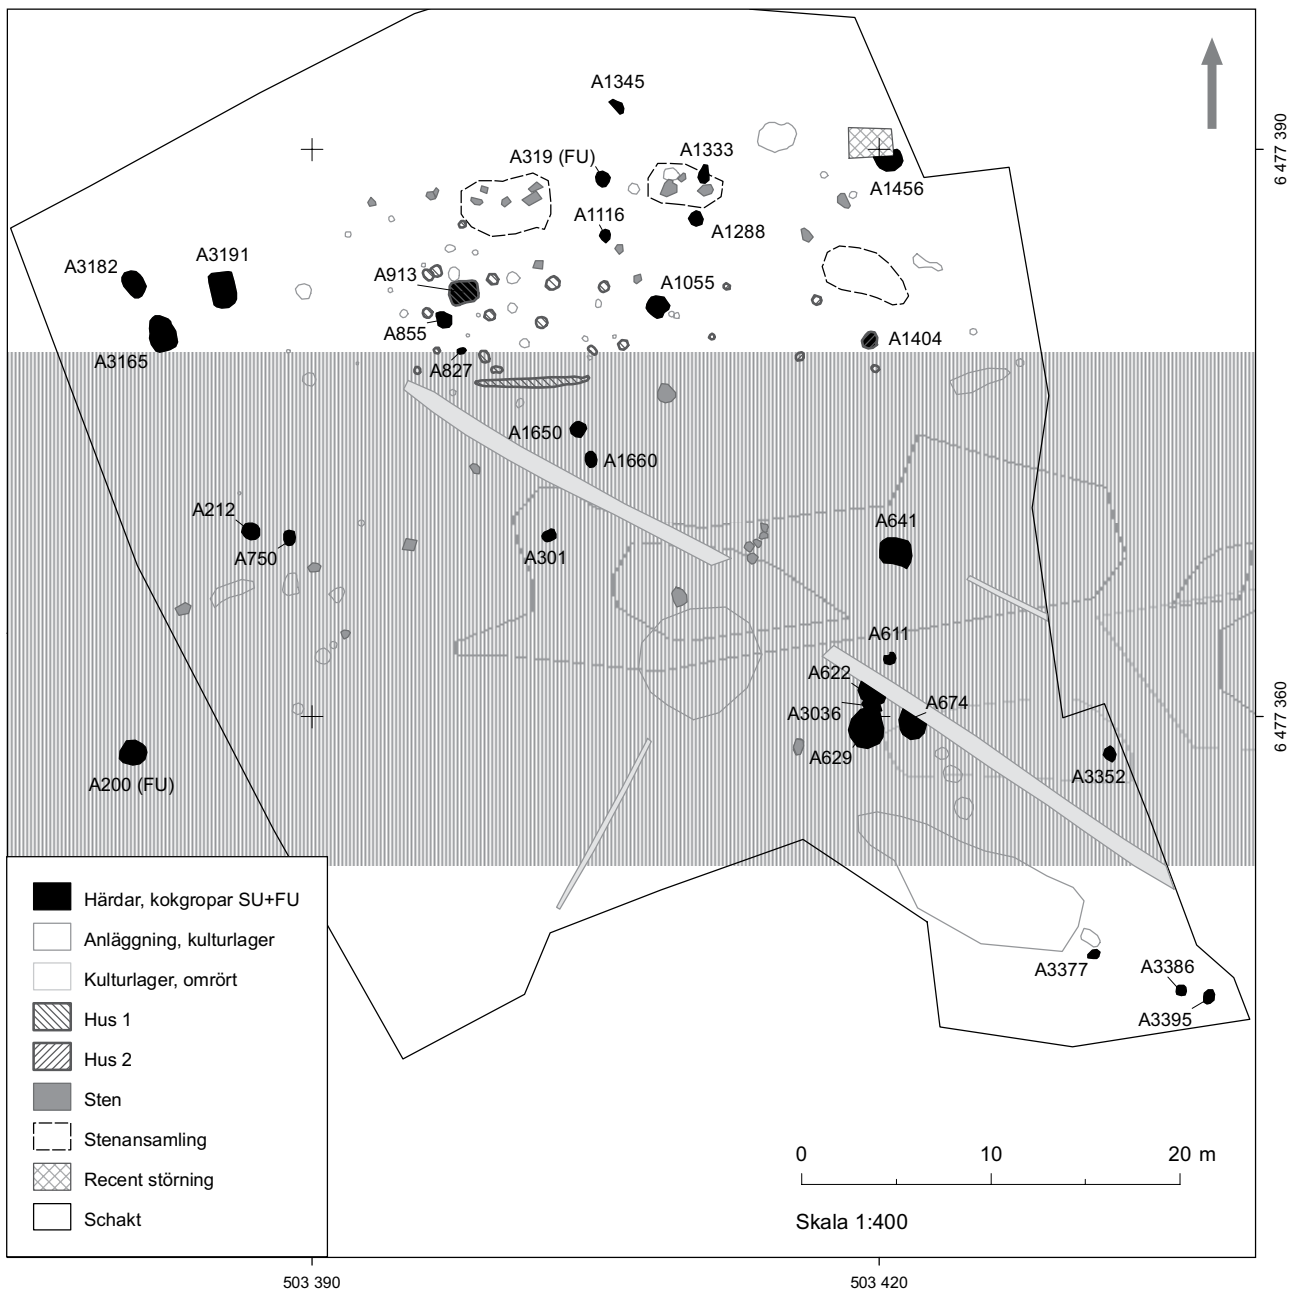 A1345
A319 (FU)
A1333
6 477 390
A1456
A1116
A1288
A3182
A3191
A913
A1055
A855
A1404
A3165
A827
A1650
A1660
A212
A641
A750
A301
A611
A622
A674
A3036
A629
6 477 360
A3352
A200 (FU)
Härdar, kokgropar SU+FU
Anläggning, kulturlager
Kulturlager, omrört
Hus 1
Hus 2
Sten
Stenansamling
Recent störning
Schakt
A3377
A3386
A3395
0 10 20 m
Skala 1:400
503 390
503 420